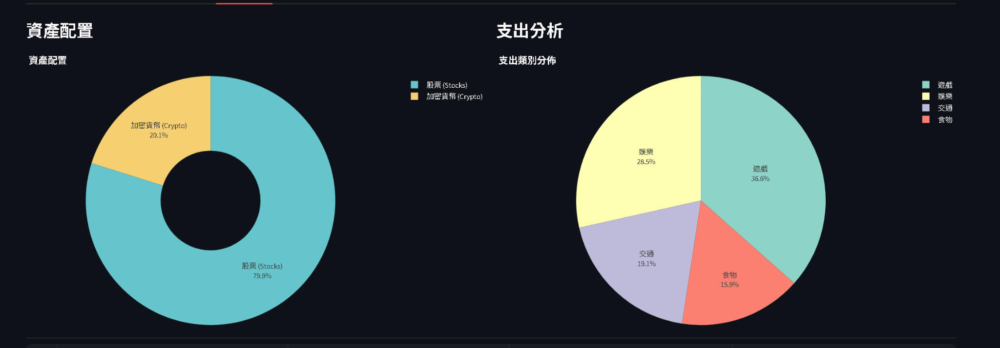 資產配置
資產配置
股票 (Stocks)
加密貨幣 (Crypto)
加密貨幣 (Crypto)
20.1%
股票 (Stocks)
79.9%
支出分析
支出類別分佈
遊戲
娛樂
交通
食物
娛樂
28.5%
遊戲
36.6%
交通
19.1%
食物
15.9%